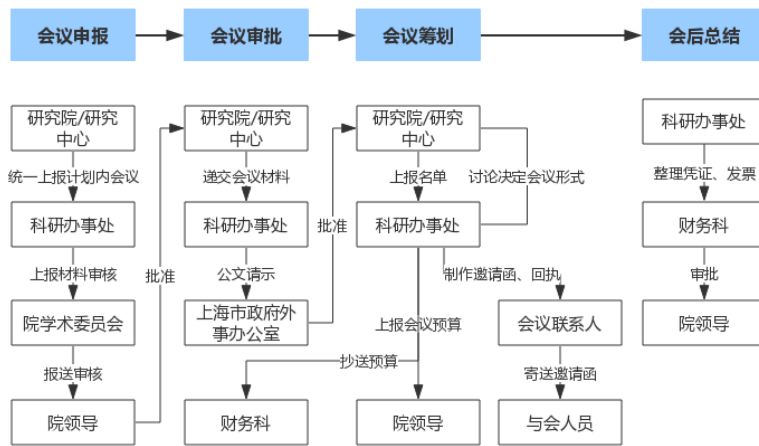 会议申报
会议审批
会议筹划
会后总结
研究院/研究
中心
统一上报计划内会议
科研办事处
上报材料审核
院学术委员会
报送审核
院领导
批准
研究院/研究
中心
递交会议材料
科研办事处
公文请示
上海市政府外
事办公室
批准
研究院/研究
中心
上报名单
讨论决定会议形式
科研办事处
制作邀请函、回执
上报会议预算
抄送预算
财务科
院领导
会议联系人
寄送邀请函
与会人员
科研办事处
整理凭证、发票
财务科
审批
院领导